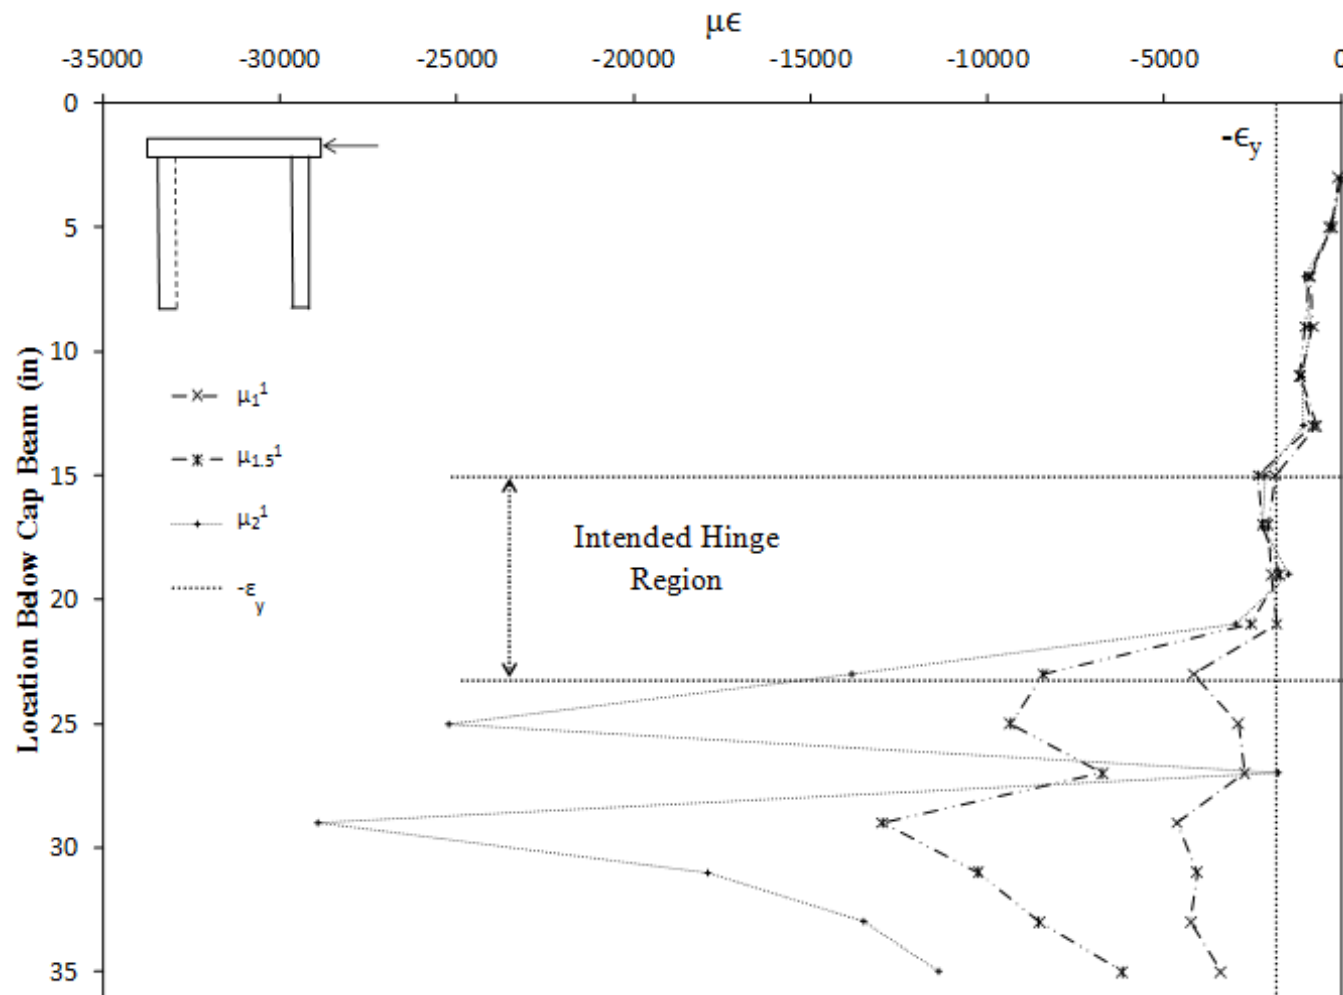 με
-35000 -30000 -25000 -20000 -15000 -10000 -5000 0
0
5
10
15
20
25
30
35
Location Below Cap Beam (in)
-ϵy
μ₁¹
μ₁.₅¹
μ₂¹
-ε y
Intended Hinge
Region